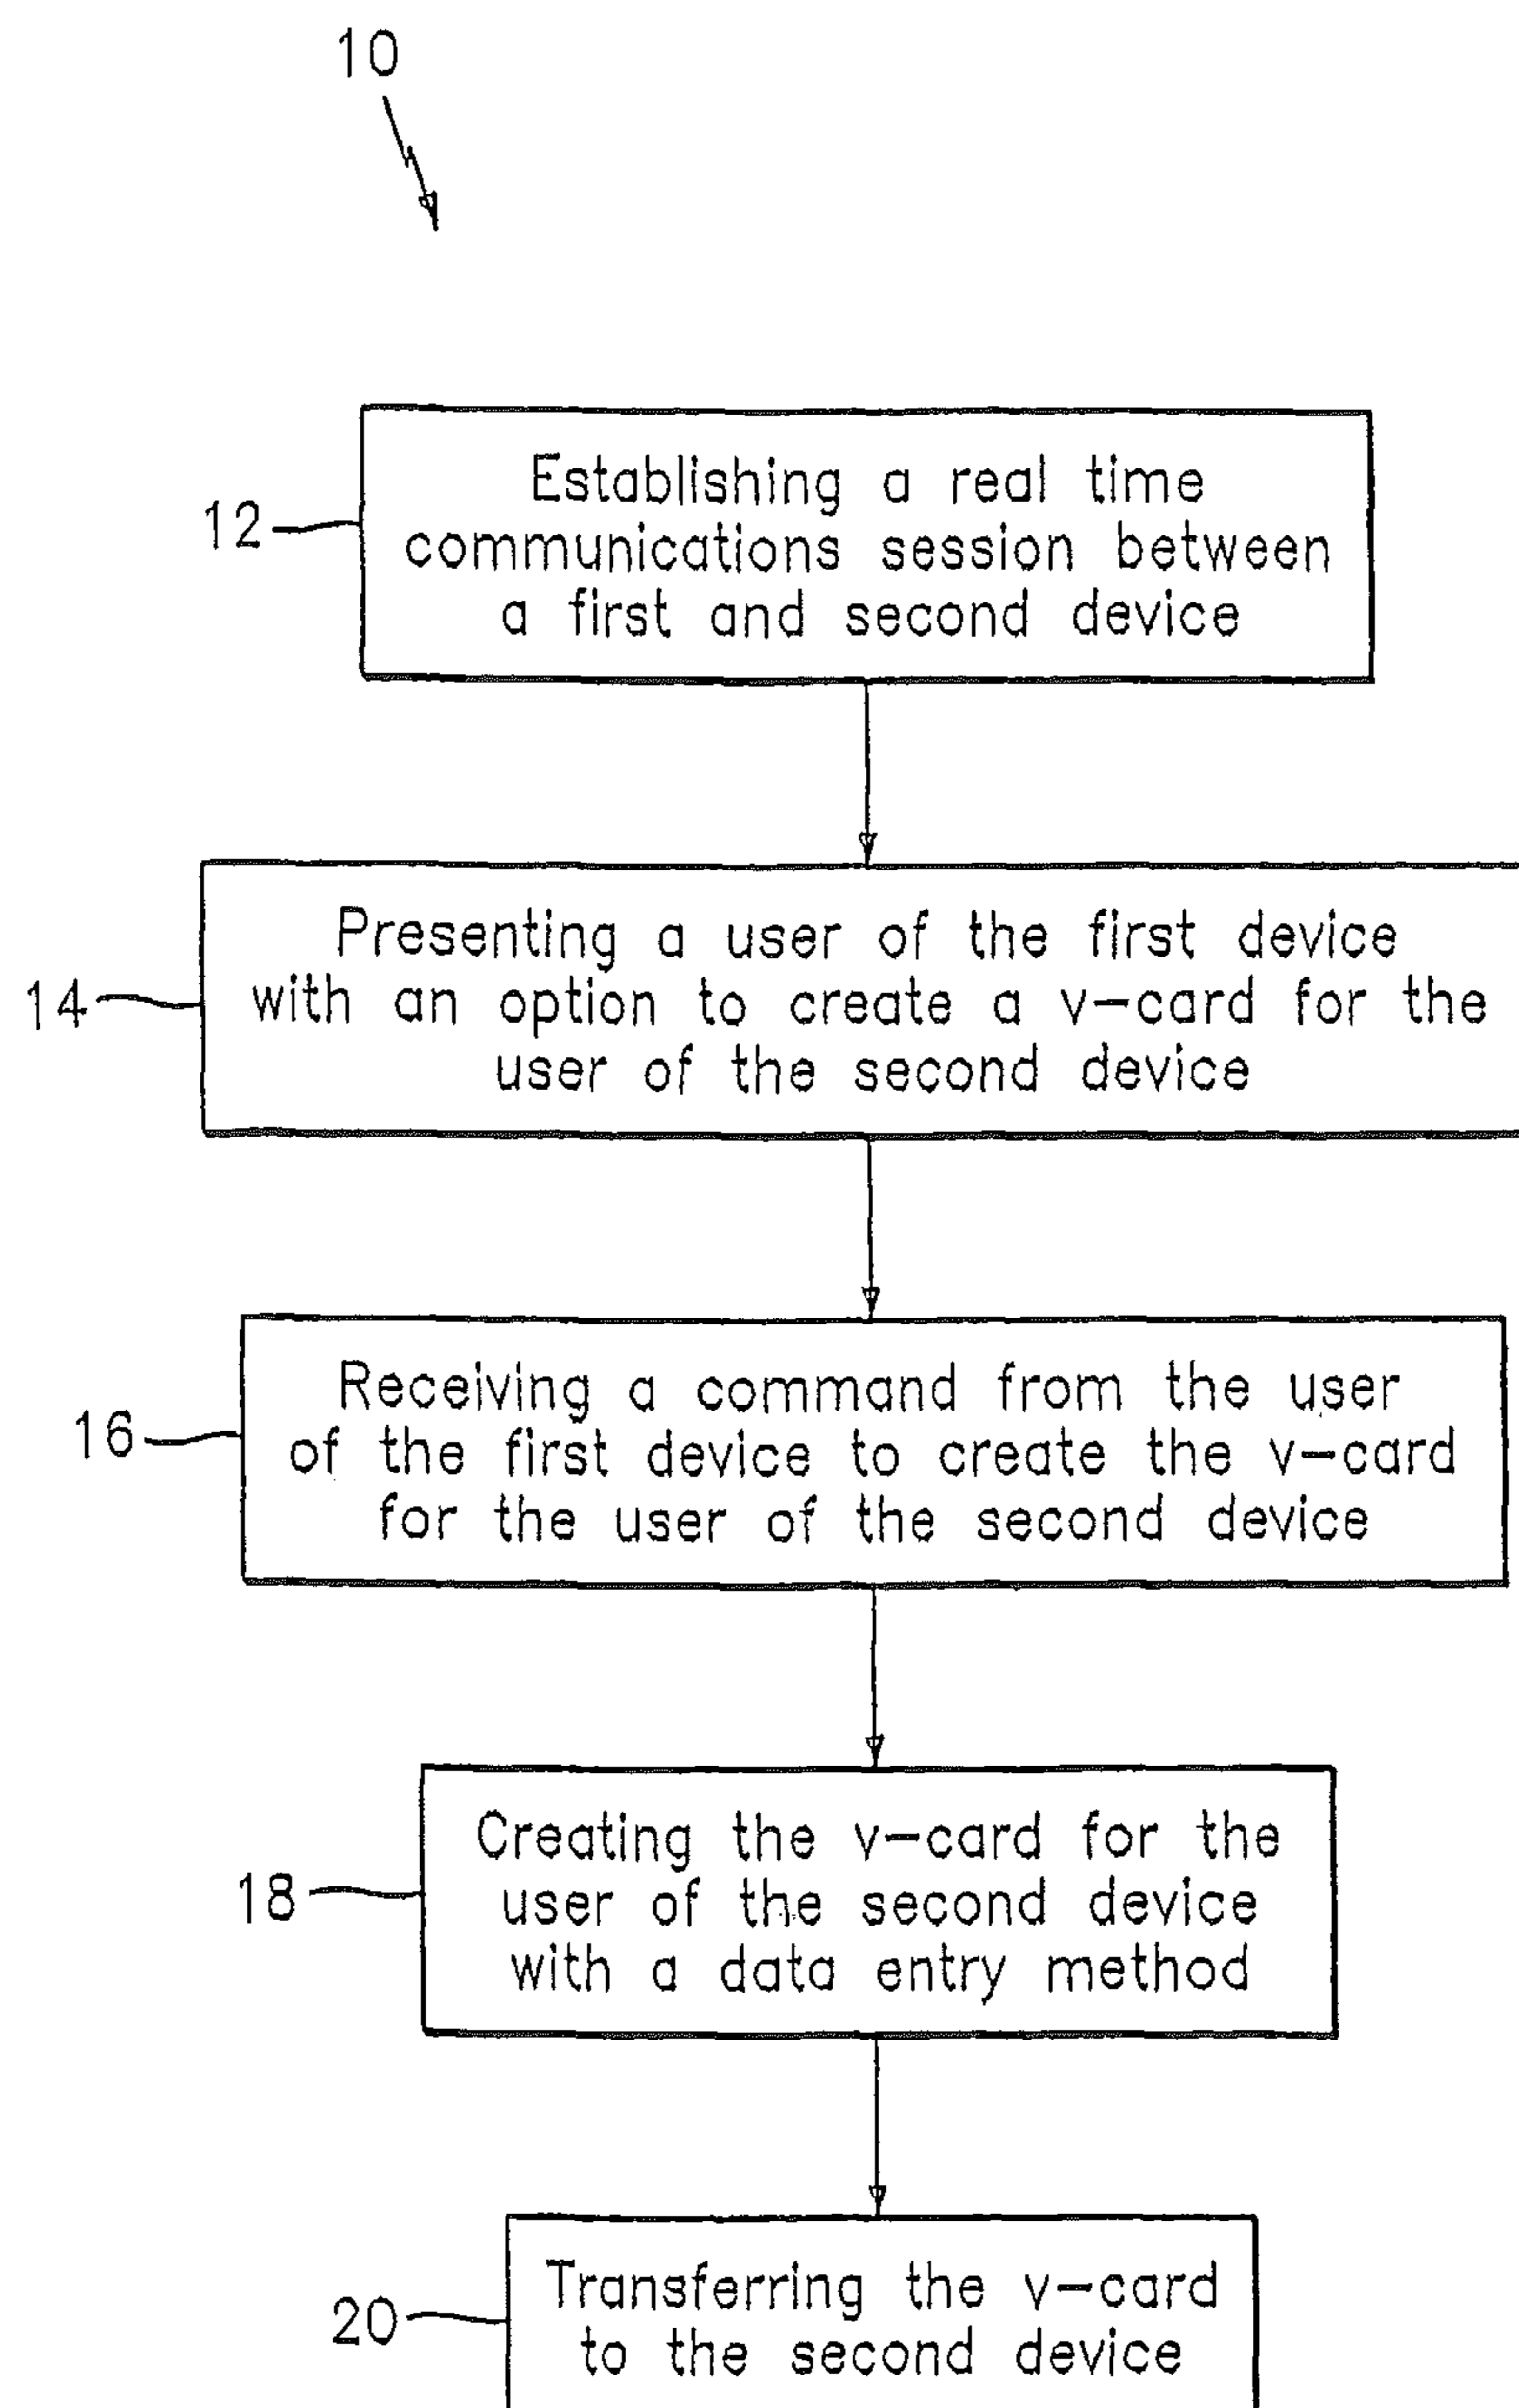 10
12
Establishing a real time
communications session between
a first and second device
14
Presenting a user of the first device
with an option to create a v-card for the
user of the second device
16
Receiving a command from the user
of the first device to create the v-card
for the user of the second device
18
Creating the v-card for the
user of the second device
with a data entry method
20
Transferring the v-card
to the second device